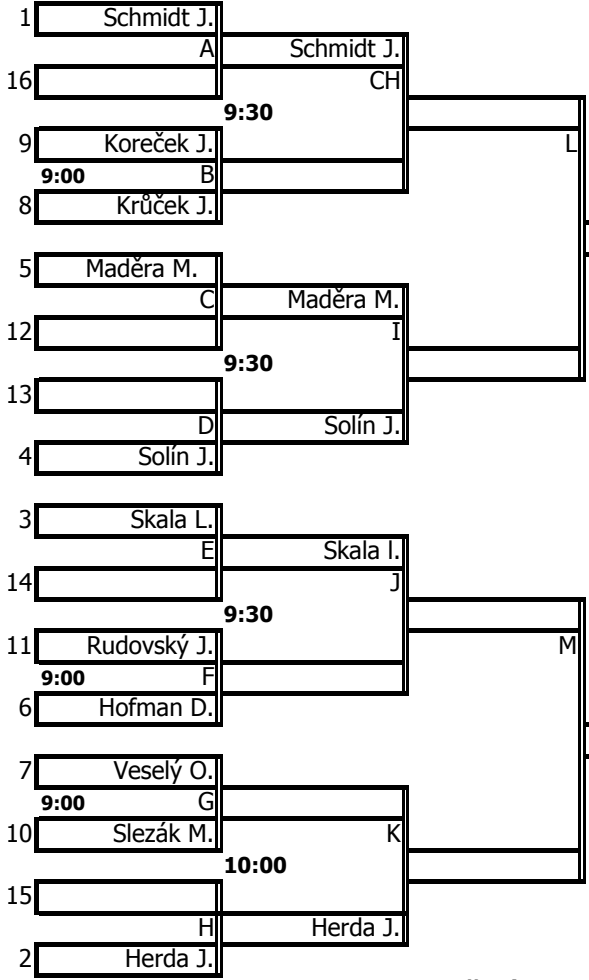 1 Schmidt J.
A Schmidt J.
16 CH
9:30
9 Koreček J. L
9:00 B
8 Krůček J.
5 Maděra M.
C Maděra M.
12 I
9:30
13
D Solín J.
4 Solín J.
3 Skala L.
E Skala l.
14 J
9:30
11 Rudovský J. M
9:00 F
6 Hofman D.
7 Veselý O.
9:00 G
10 Slezák M. K
10:00
15
H Herda J.
2 Herda J.